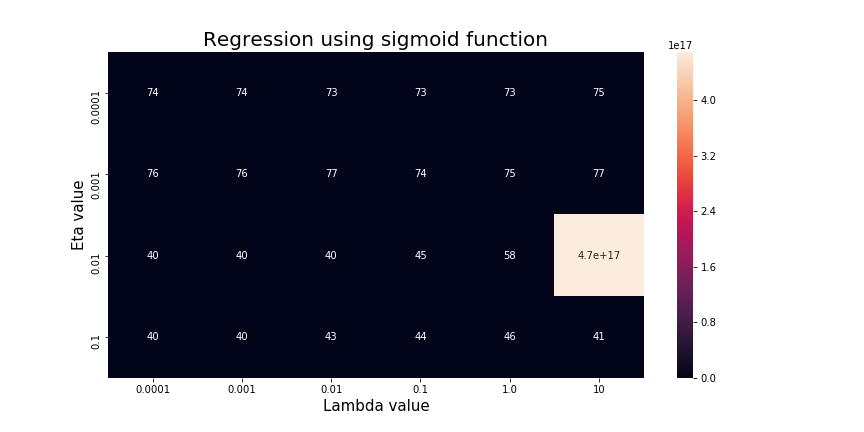 Regression using sigmoid function
1e17
0.0001 74 74 73 73 73 75
4.0
0.001 76 76 77 74 75 77
3.2
2.4
0.01 40 40 40 45 58 4.7e+17
1.6
0.1 40 40 43 44 46 41
0.8
0.0
Eta value
0.0001 0.001 0.01 0.1 1.0 10
Lambda value